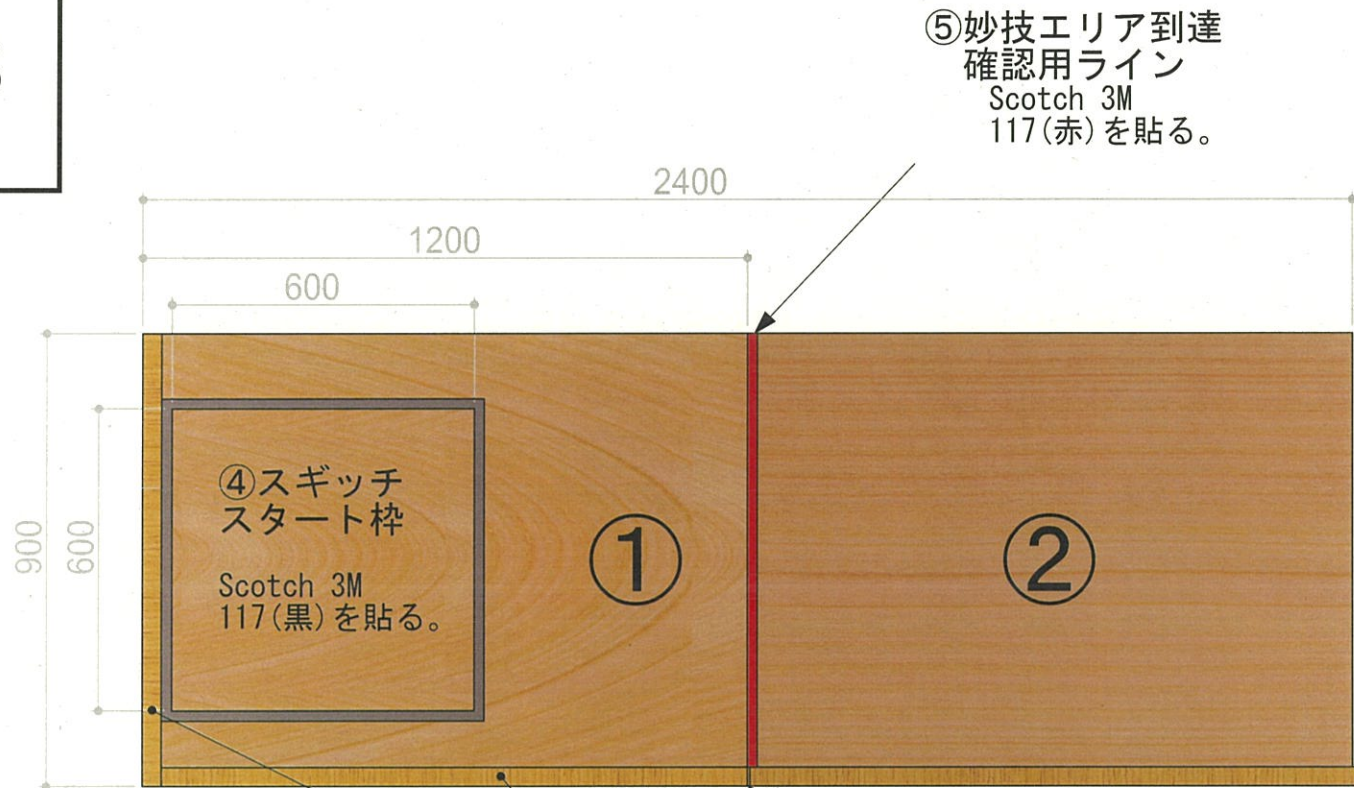 ⑤妙技エリア到達
確認用ライン
Scotch 3M
117(赤)を貼る。
2400
1200
600
900
600
④スギッチ
スタート枠
Scotch 3M
117(黒)を貼る。
①
②